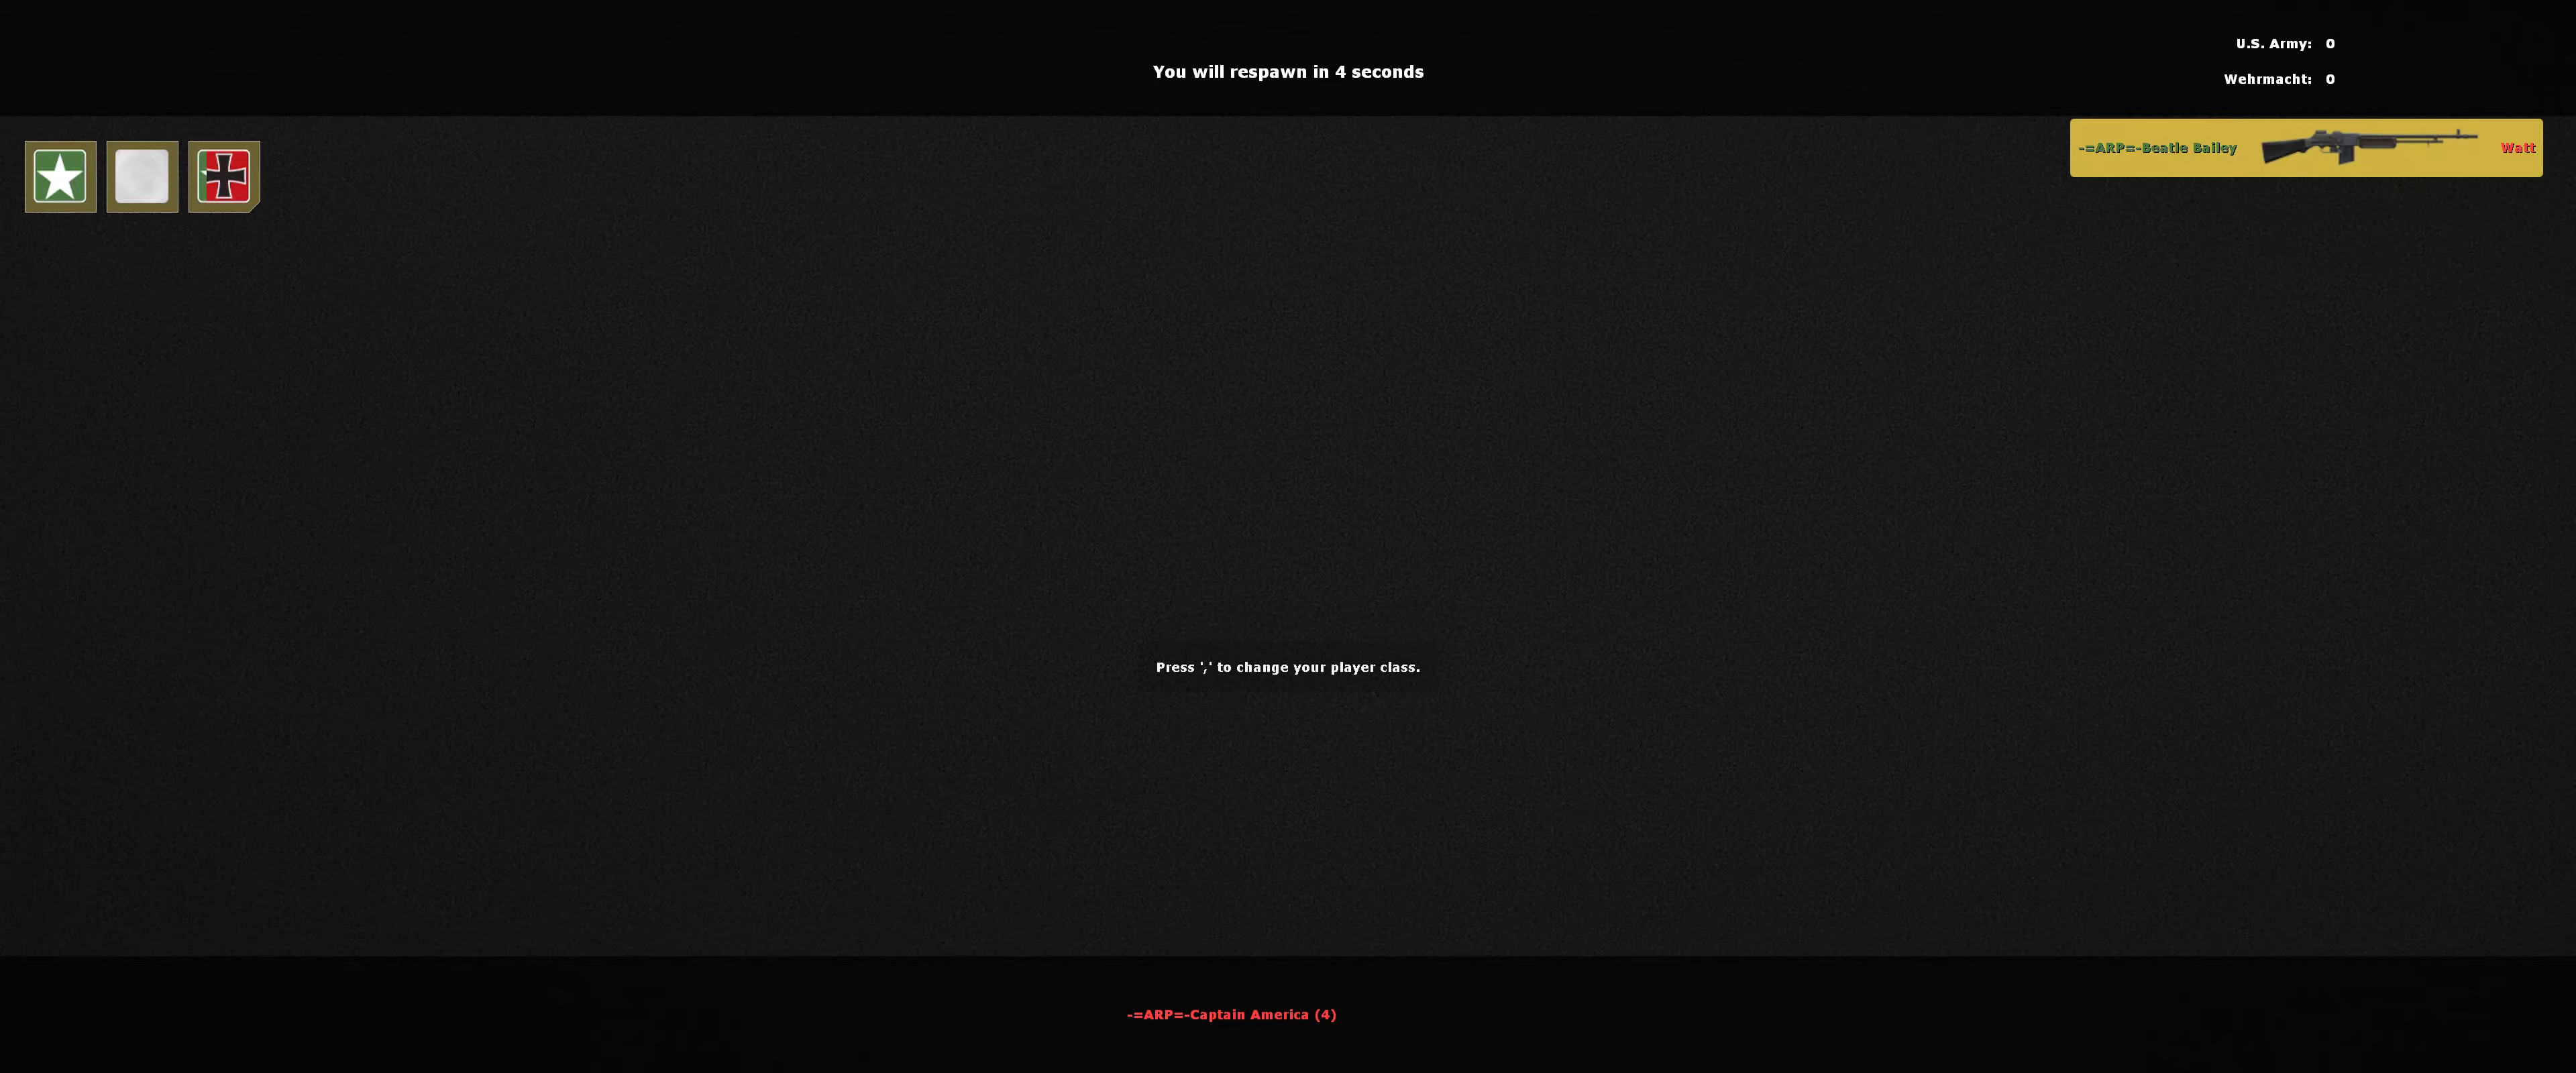 U.S. Army: 0
You will respawn in 4 seconds
Wehrmacht: 0
-=ARP=-Beatle Bailey Watt
Press ',' to change your player class.
-=ARP=-Captain America (4)